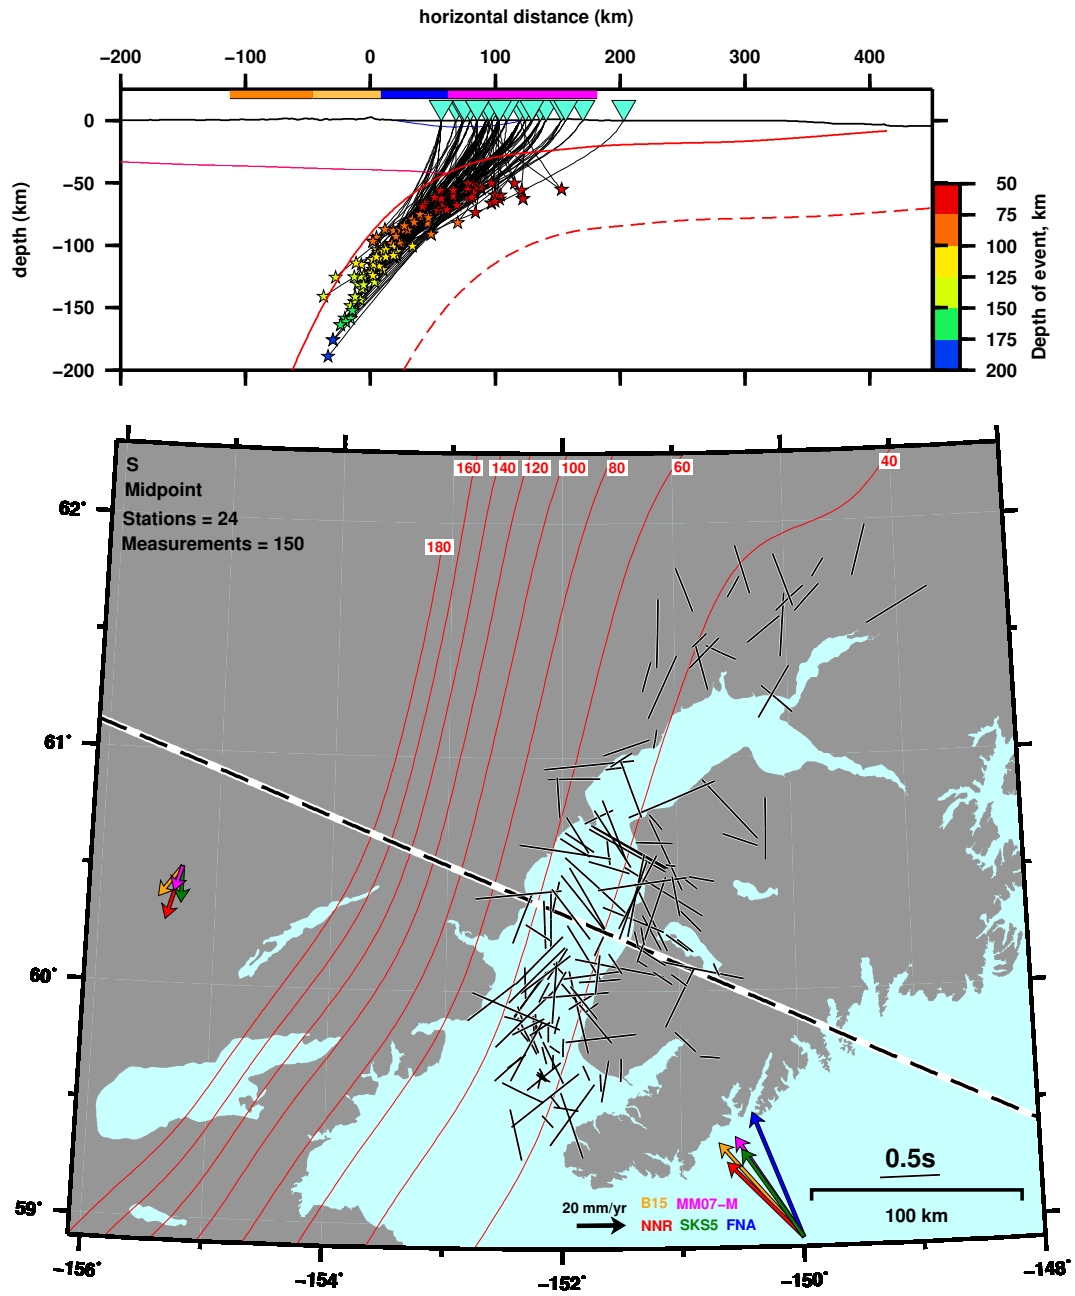 horizontal distance (km)
−200 −100 0 100 200 300 400
depth (km)
0
−50
−100
−150
−200
50
75
100
125
150
175
200
Depth of event, km
S
Midpoint
Stations = 24
Measurements = 150
160 140 120 100 80 60 40
180
62°
61°
60°
59°
0.5s
100 km
20 mm/yr
B15 MM07−M
NNR SKS5 FNA
−156° −154° −152° −150° −148°